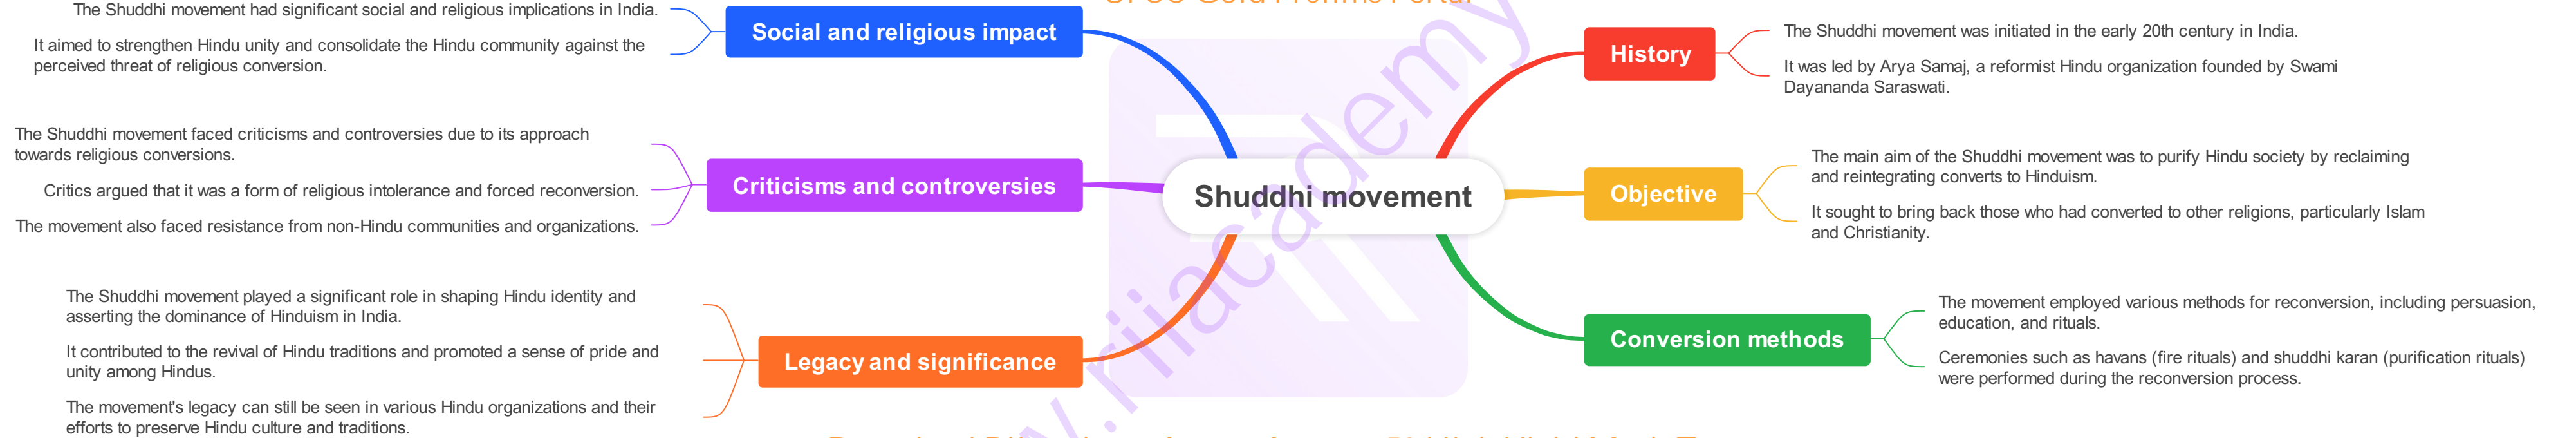 The Shuddhi movement had significant social and religious implications in India.
It aimed to strengthen Hindu unity and consolidate the Hindu community against the
perceived threat of religious conversion.
Social and religious impact
The Shuddhi movement faced criticisms and controversies due to its approach
towards religious conversions.
Critics argued that it was a form of religious intolerance and forced reconversion.
The movement also faced resistance from non-Hindu communities and organizations.
Criticisms and controversies
The Shuddhi movement played a significant role in shaping Hindu identity and
asserting the dominance of Hinduism in India.
It contributed to the revival of Hindu traditions and promoted a sense of pride and
unity among Hindus.
The movement's legacy can still be seen in various Hindu organizations and their
efforts to preserve Hindu culture and traditions.
Legacy and significance
Shuddhi movement
History
The Shuddhi movement was initiated in the early 20th century in India.
It was led by Arya Samaj, a reformist Hindu organization founded by Swami
Dayananda Saraswati.
Objective
The main aim of the Shuddhi movement was to purify Hindu society by reclaiming
and reintegrating converts to Hinduism.
It sought to bring back those who had converted to other religions, particularly Islam
and Christianity.
Conversion methods
The movement employed various methods for reconversion, including persuasion,
education, and rituals.
Ceremonies such as havans (fire rituals) and shuddhi karan (purification rituals)
were performed during the reconversion process.